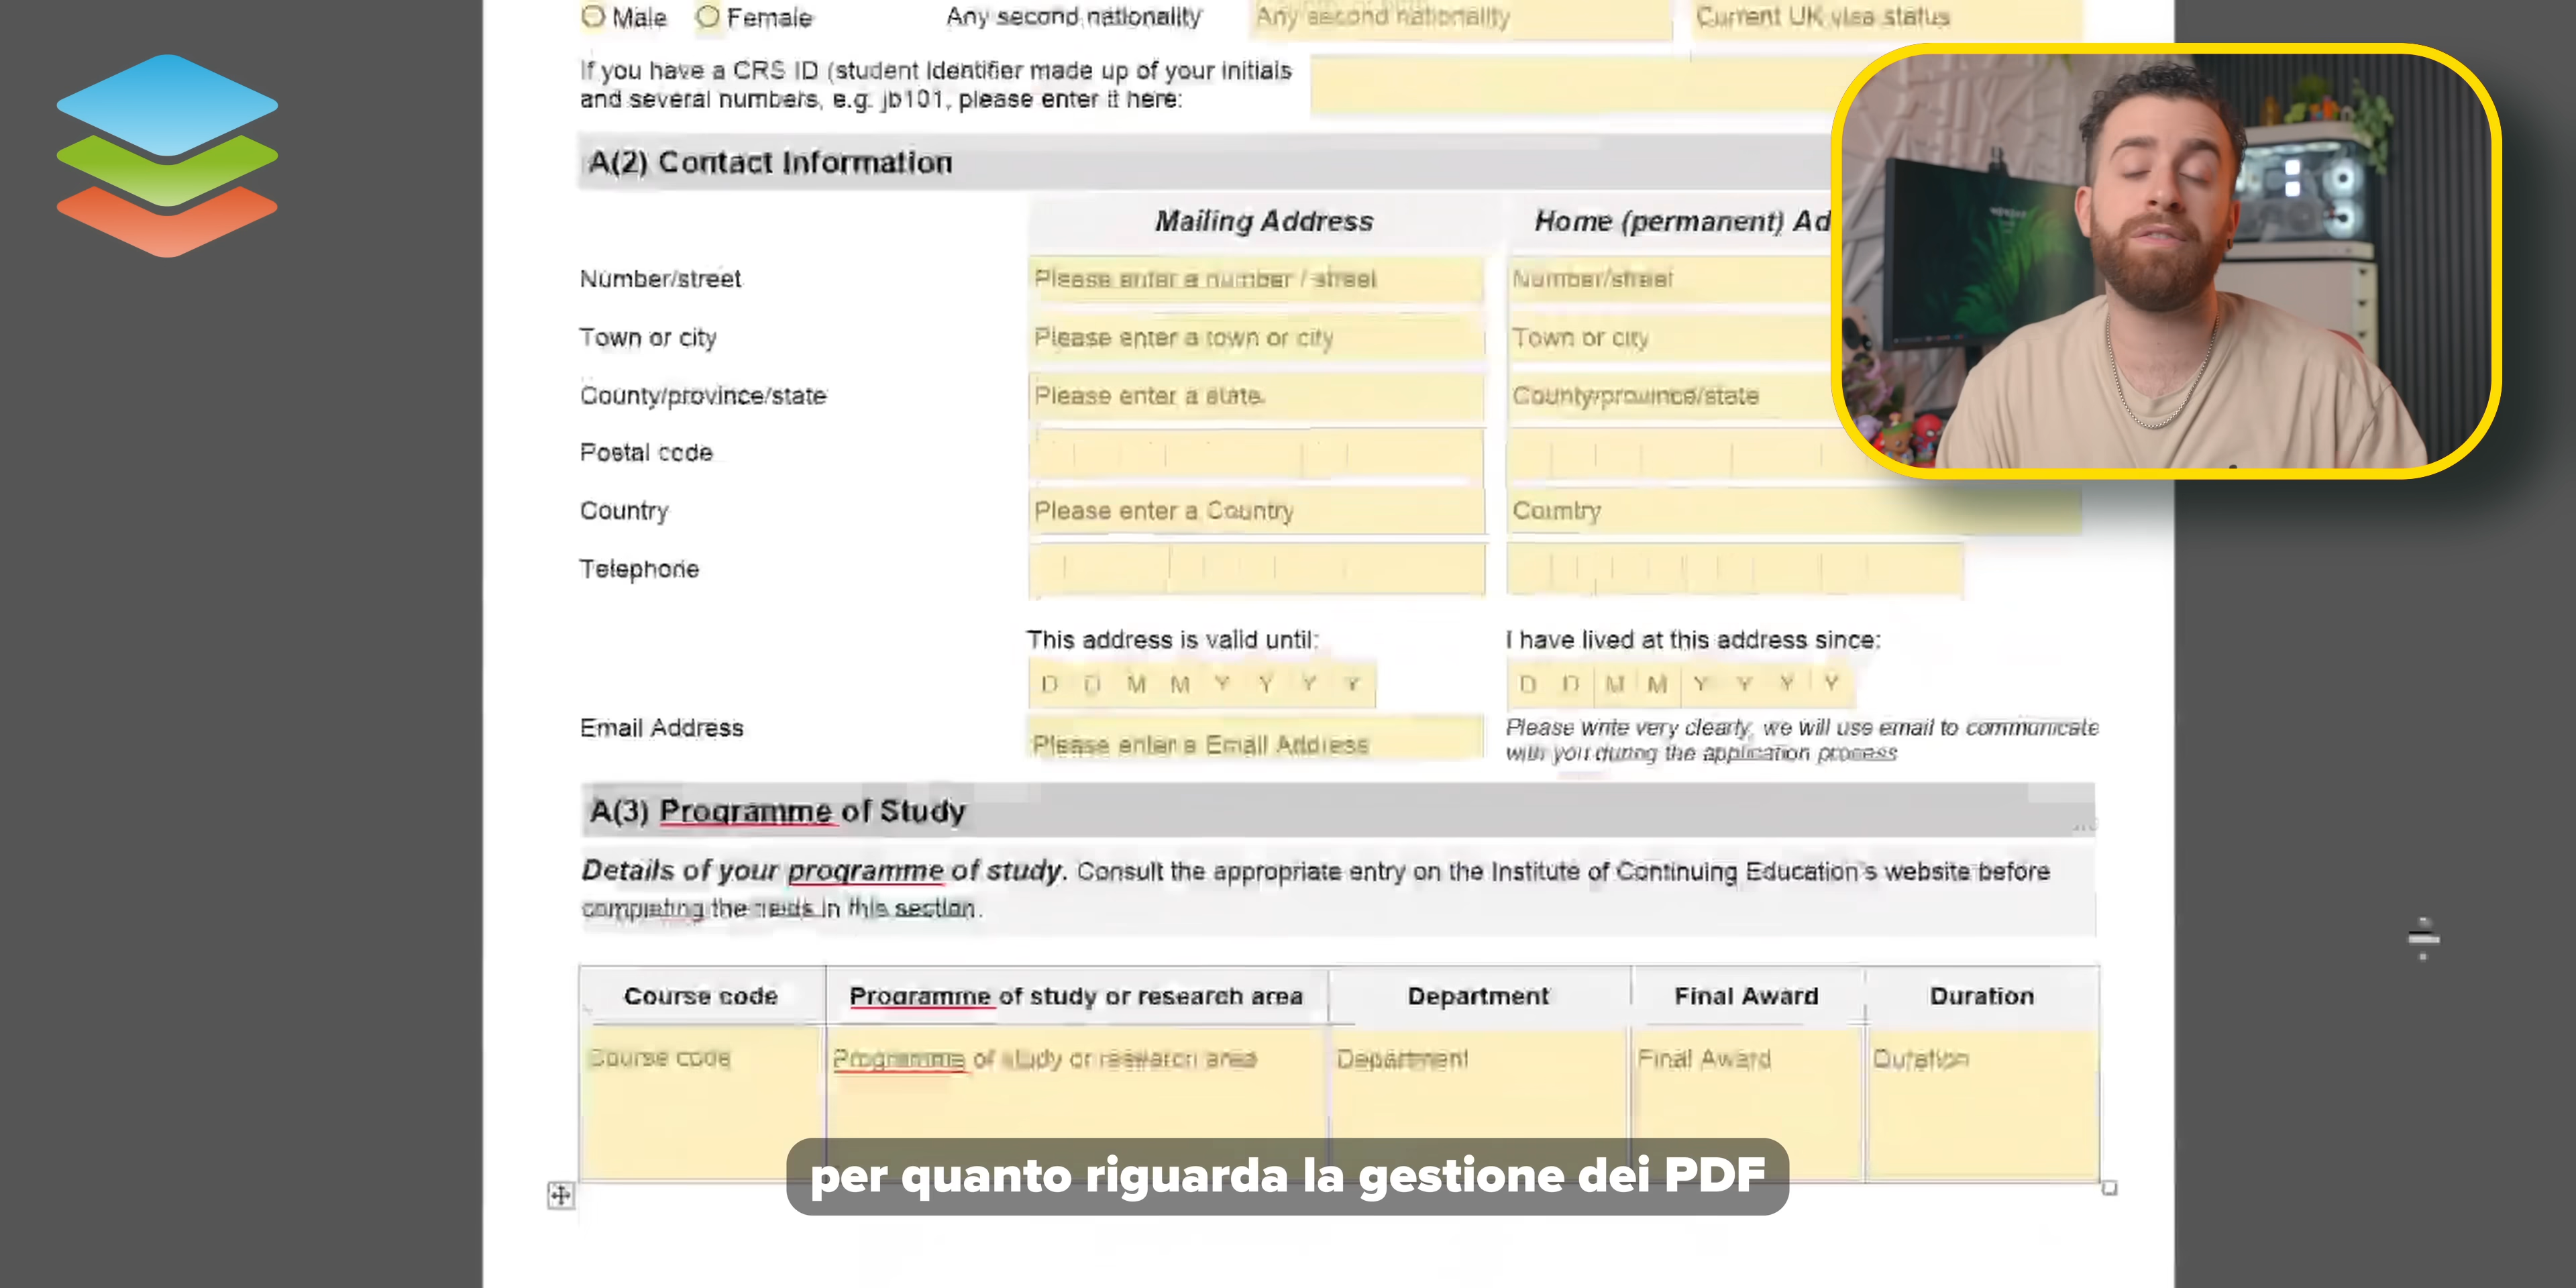 Male Female Any second nationality Any second nationality Current UK visa status
If you have a CRS ID (student identifier made up of your initials
and several numbers, e.g. jb101, please enter it here:
A(2) Contact Information
Mailing Address Home (permanent) Ad
Number/street Please enter a number / street Number/street
Town or city Please enter a town or city Town or city
County/province/state Please enter a state County/province/state
Postal code
Country Please enter a Country Country
Telephone
This address is valid until: I have lived at this address since:
D D M M Y Y Y Y D D M M Y Y Y Y
Email Address Please enter a Email Address Please write very clearly, we will use email to communicate
with you during the application process
A(3) Programme of Study
Details of your programme of study. Consult the appropriate entry on the Institute of Continuing Education's website before
completing the fields in this section.
Course code Programme of study or research area Department Final Award Duration
Course code Programme of study or research area Department Final Award Duration
per quanto riguarda la gestione dei PDF